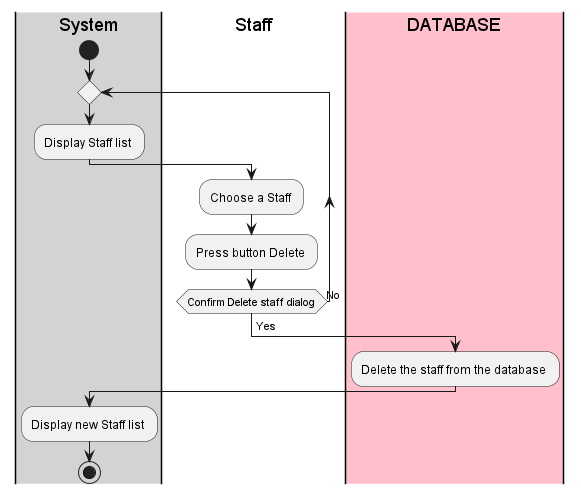 System
Staff
DATABASE
Display Staff list
Choose a Staff
Press button Delete
Confirm Delete staff dialog
No
Yes
Delete the staff from the database
Display new Staff list